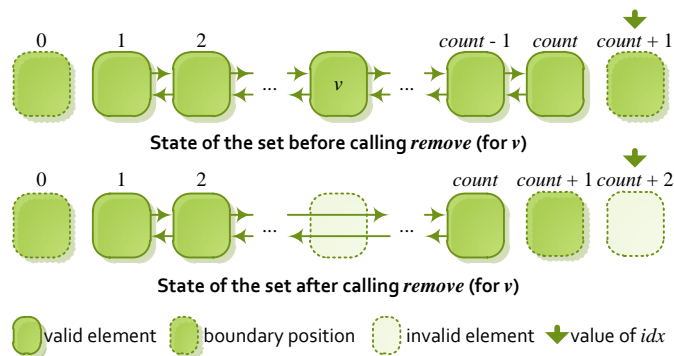 0 1 2 count - 1 count count + 1
... v ...
State of the set before calling remove (for v)
0 1 2 count count + 1 count + 2
... ...
State of the set after calling remove (for v)
valid element boundary position invalid element value of idx